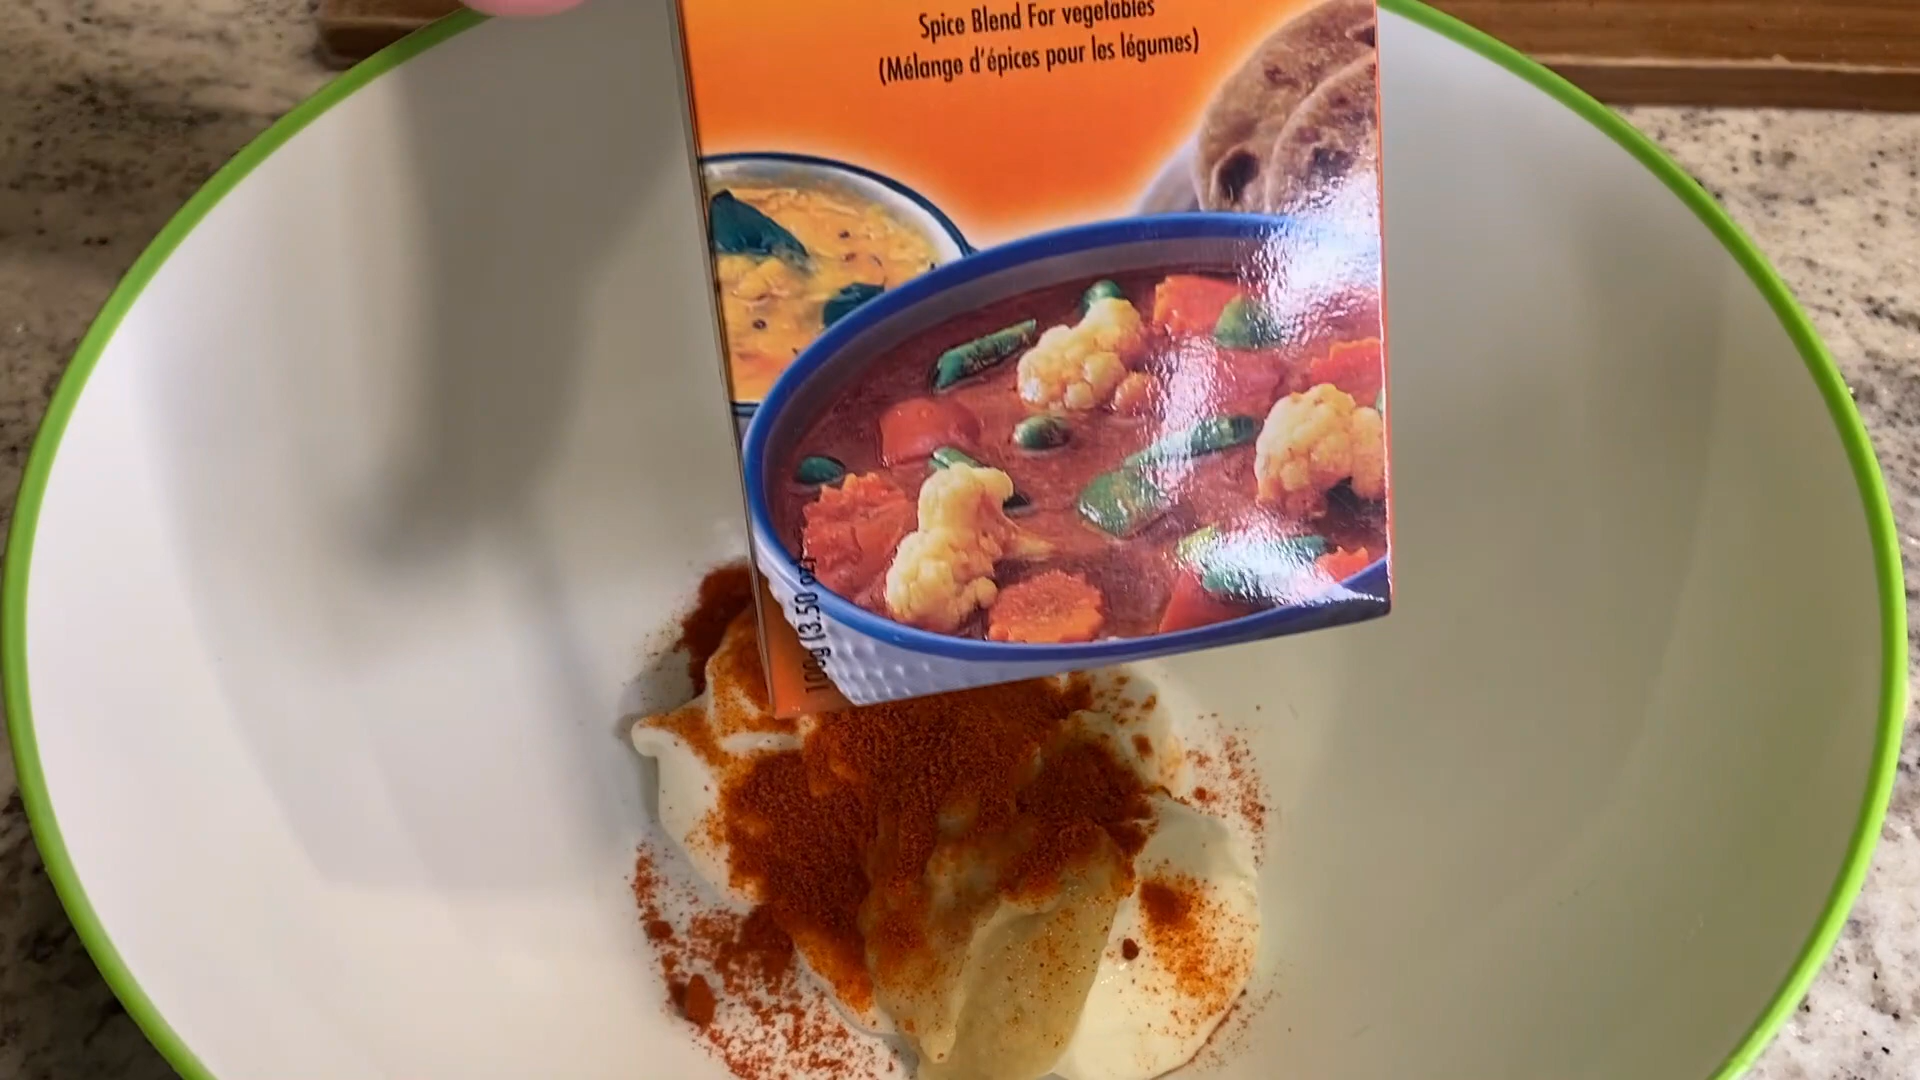 Spice Blend For vegetables
(Mélange d'épices pour les légumes)
100g (3.50 oz)